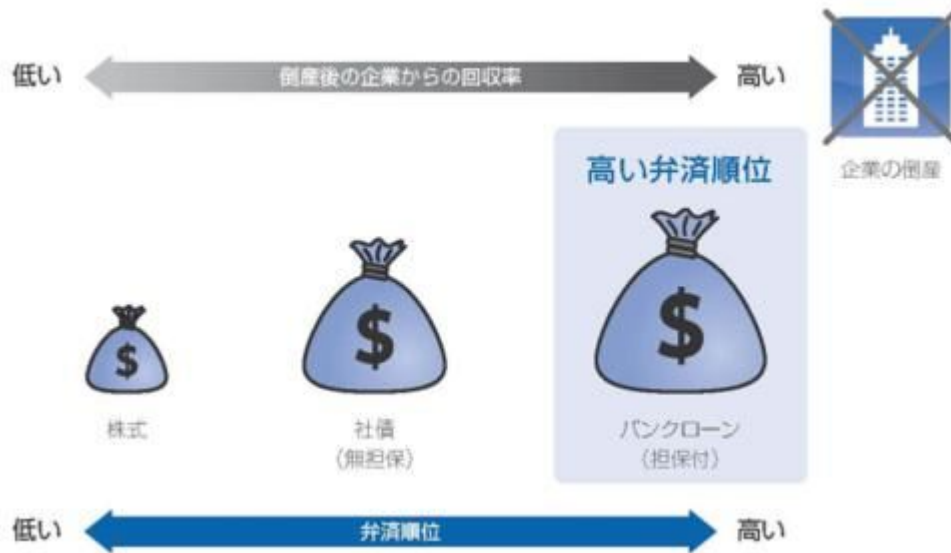 低い
倒産後の企業からの回収率
高い
企業の倒産
高い弁済順位
$
$
$
株式
社債
(無担保)
バンクローン
(担保付)
低い
弁済順位
高い